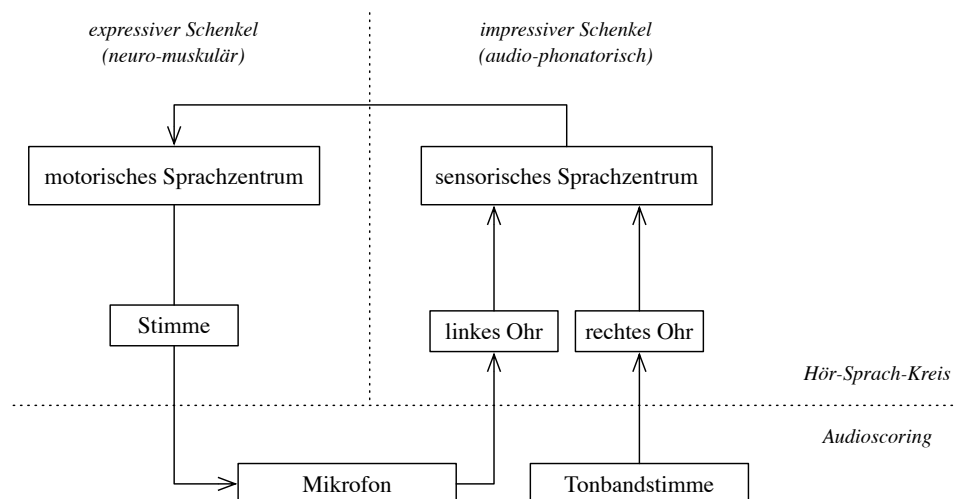 expressiver Schenkel
(neuro-muskulär)
impressiver Schenkel
(audio-phonatorisch)
motorisches Sprachzentrum
sensorisches Sprachzentrum
Stimme
linkes Ohr
rechtes Ohr
Hör-Sprach-Kreis
Audioscoring
Mikrofon
Tonbandstimme